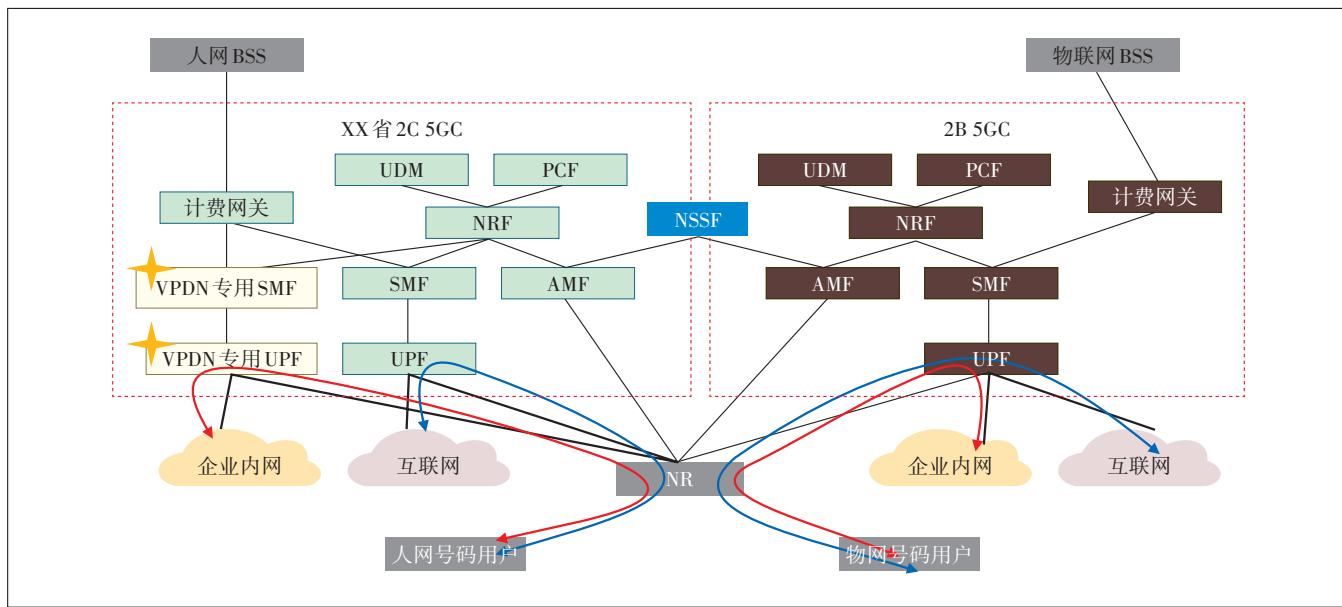 人网BSS
物联网BSS
XX省2C 5GC
2B 5GC
UDM
PCF
UDM
PCF
计费网关
NRF
NSSF
NRF
计费网关
VPDN专用SMF
SMF
AMF
AMF
SMF
VPDN专用UPF
UPF
UPF
企业内网
互联网
NR
企业内网
互联网
人网号码用户
物网号码用户